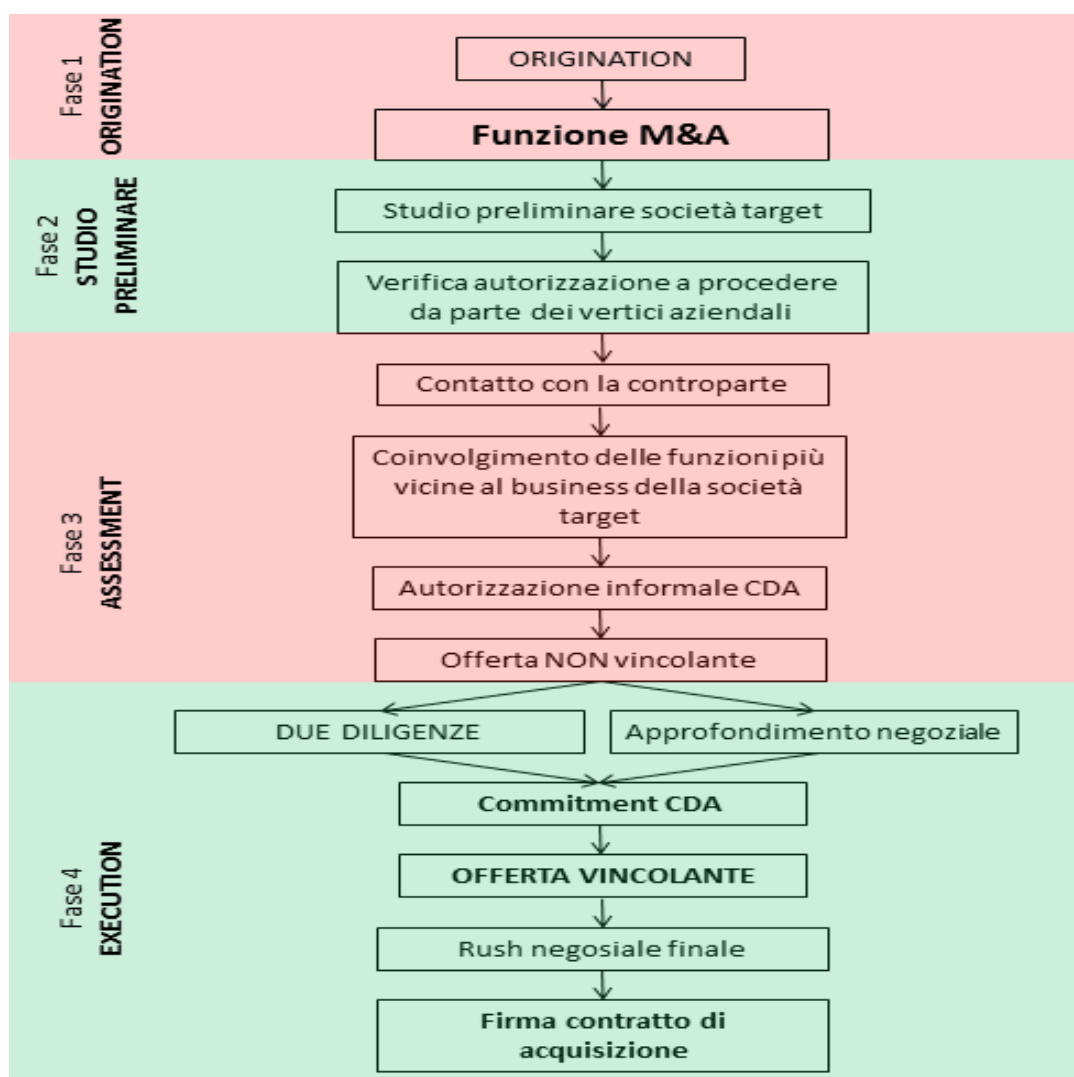 Fase 1
ORIGINATION
ORIGINATION
Funzione M&A
Fase 2
STUDIO
PRELIMINARE
Studio preliminare società target
Verifica autorizzazione a procedere
da parte dei vertici aziendali
Fase 3
ASSESSMENT
Contatto con la controparte
Coinvolgimento delle funzioni più
vicine al business della società
target
Autorizzazione informale CDA
Offerta NON vincolante
Fase 4
EXECUTION
DUE DILIGENZE
Approfondimento negoziale
Commitment CDA
OFFERTA VINCOLANTE
Rush negosiale finale
Firma contratto di
acquisizione